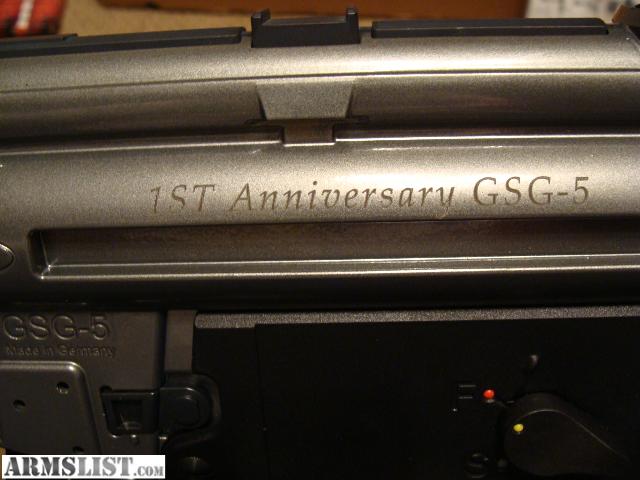 1ST Anniversary GSG-5
GSG-5
Made in Germany
F
S
ARMSLIST.COM